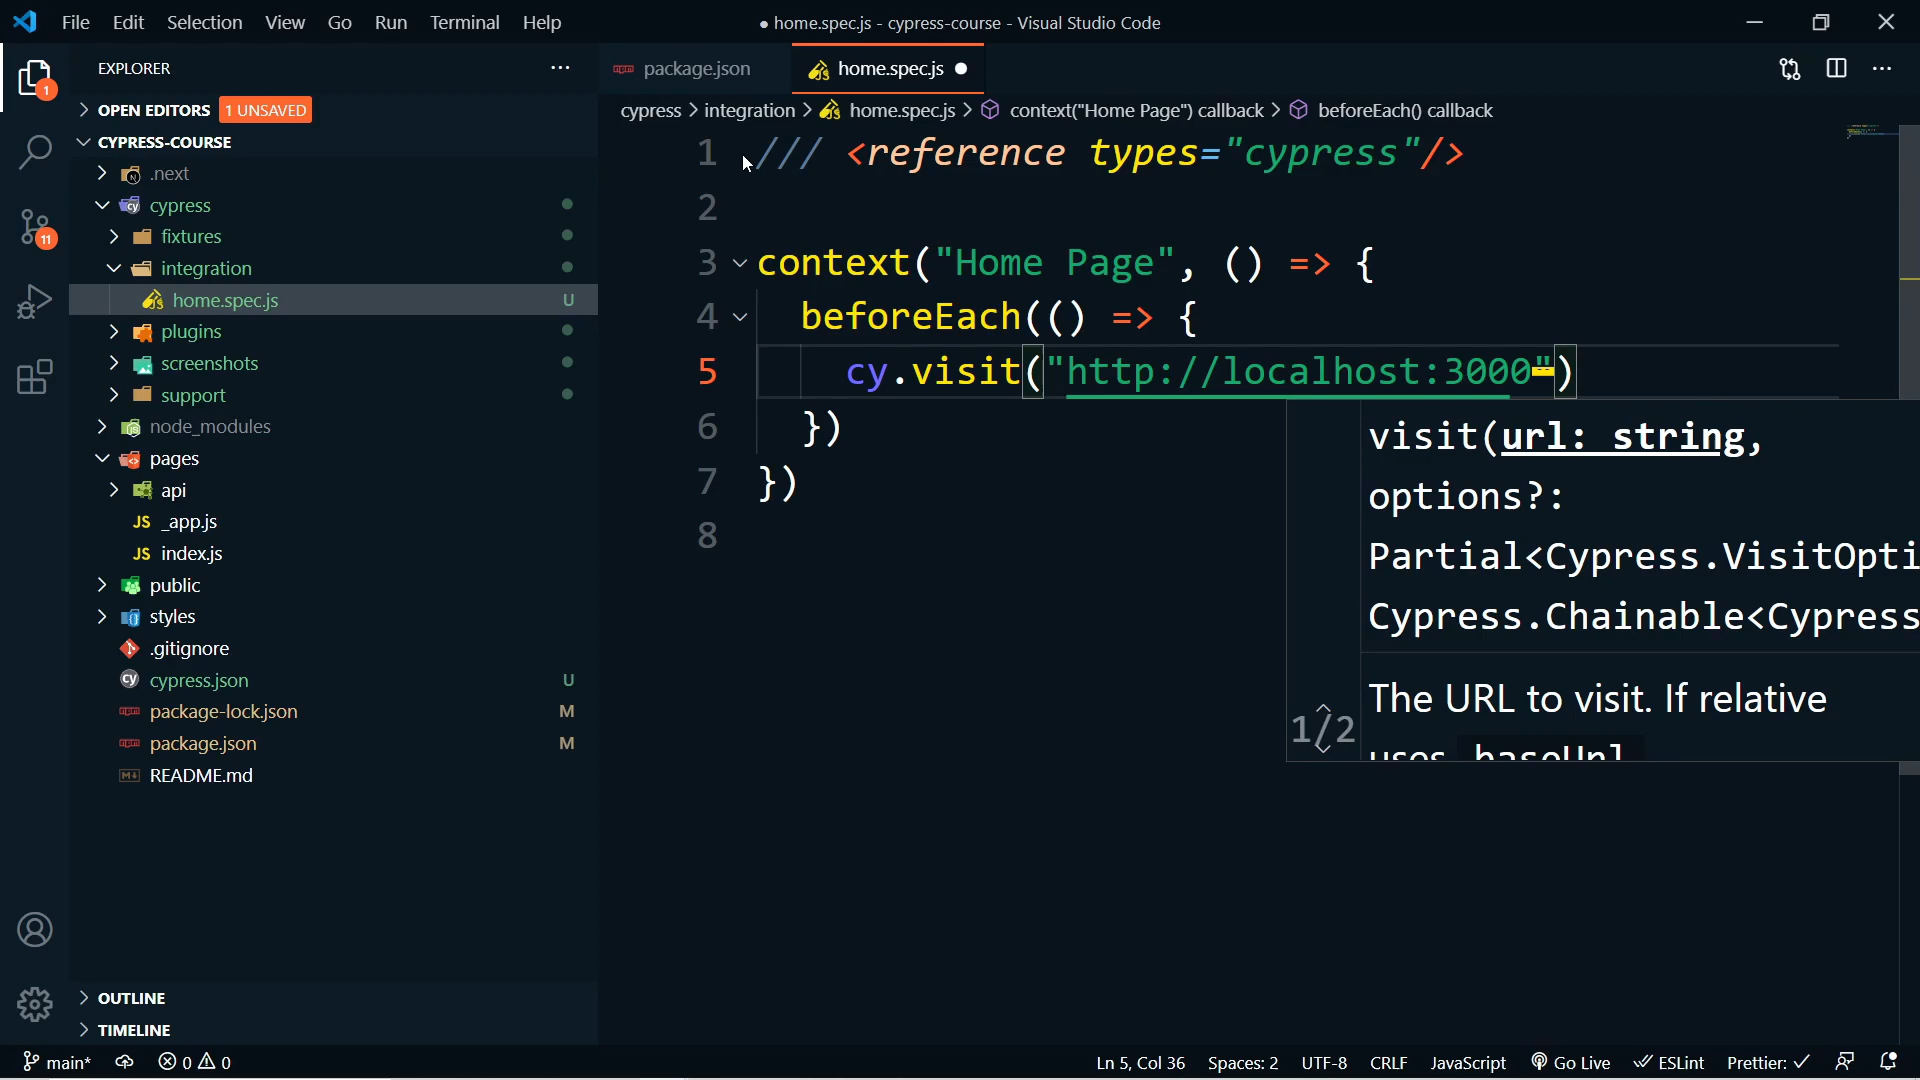 File Edit Selection View Go Run Terminal Help
● home.spec.js - cypress-course - Visual Studio Code
EXPLORER
OPEN EDITORS 1 UNSAVED
CYPRESS-COURSE
.next
cypress
fixtures
integration
home.spec.js U
plugins
screenshots
support
node_modules
pages
api
JS _app.js
JS index.js
public
styles
.gitignore
cypress.json U
package-lock.json M
package.json M
README.md
OUTLINE
TIMELINE
1
11
package.json
home.spec.js
cypress > integration > home.spec.js > context("Home Page") callback > beforeEach() callback
1 /// <reference types="cypress"/>
2
3 context("Home Page", () => {
4 beforeEach(() => {
5 cy.visit("http://localhost:3000")
6 })
7 })
8
visit(url: string,
options?:
Partial<Cypress.VisitOpti
Cypress.Chainable<Cypress
1/2
The URL to visit. If relative
uses baseUrl
main* 0 0
Ln 5, Col 36 Spaces: 2 UTF-8 CRLF JavaScript Go Live ESLint Prettier: ✓